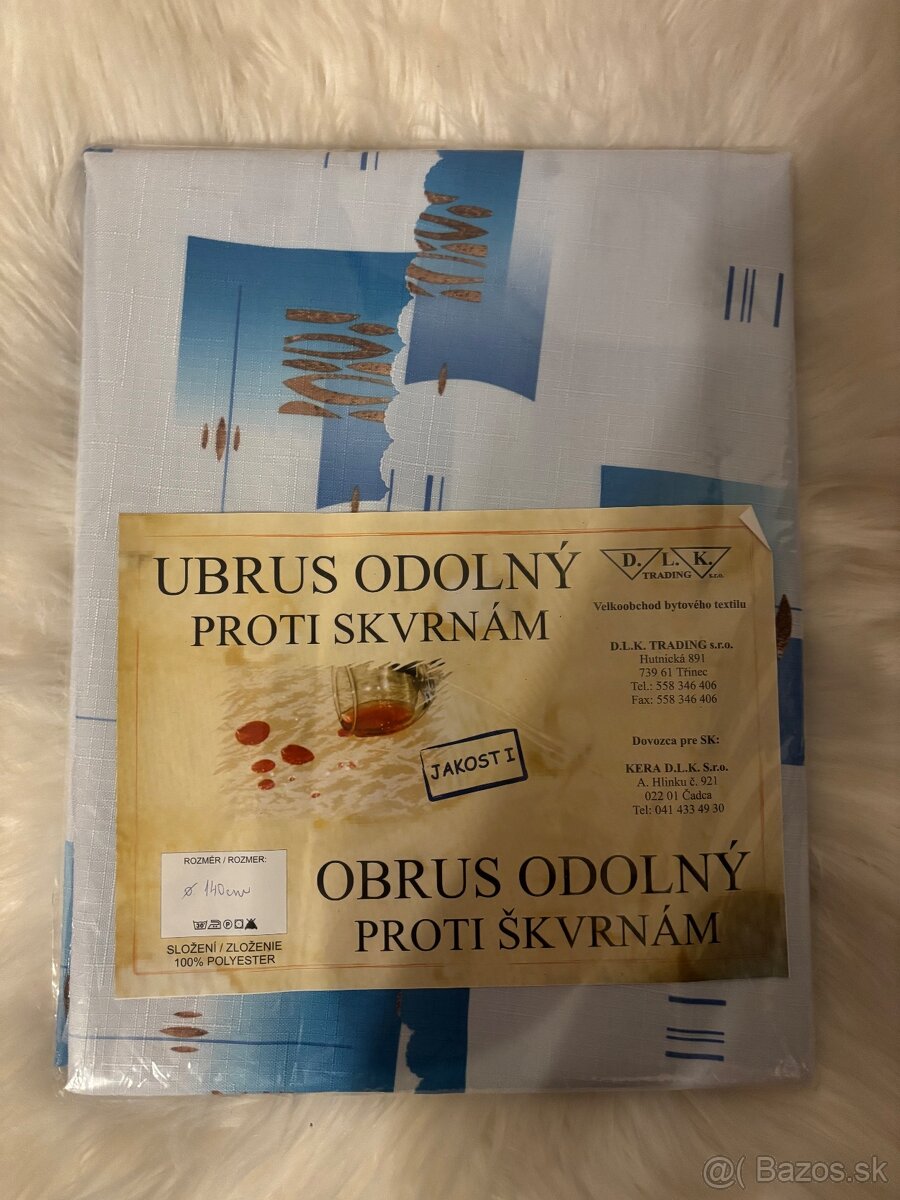 UBRUS ODOLNÝ
PROTI SKVRNÁM
D. L. K.
TRADING s.r.o.
Velkoobchod bytového textilu
D.L.K. TRADING s.r.o.
Hutnická 891
739 61 Třinec
Tel.: 558 346 406
Fax: 558 346 406
JAKOST I
Dovozca pre SK:
KERA D.L.K. S.r.o.
A. Hlinku č. 921
022 01 Čadca
Tel: 041 433 49 30
ROZMĚR / ROZMER:
ø 140cm
SLOŽENÍ / ZLOŽENIE
100% POLYESTER
OBRUS ODOLNÝ
PROTI ŠKVRNÁM
@( Bazos.sk